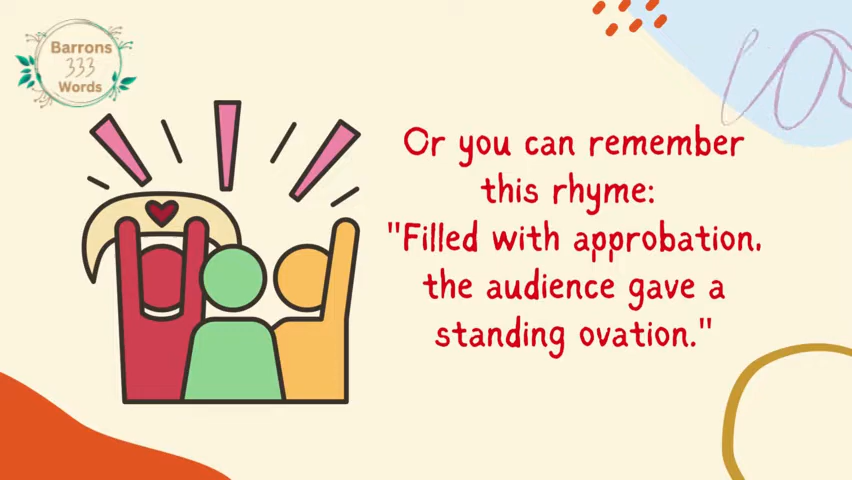 Barrons
333
Words
Or you can remember
this rhyme:
"Filled with approbation,
the audience gave a
standing ovation."